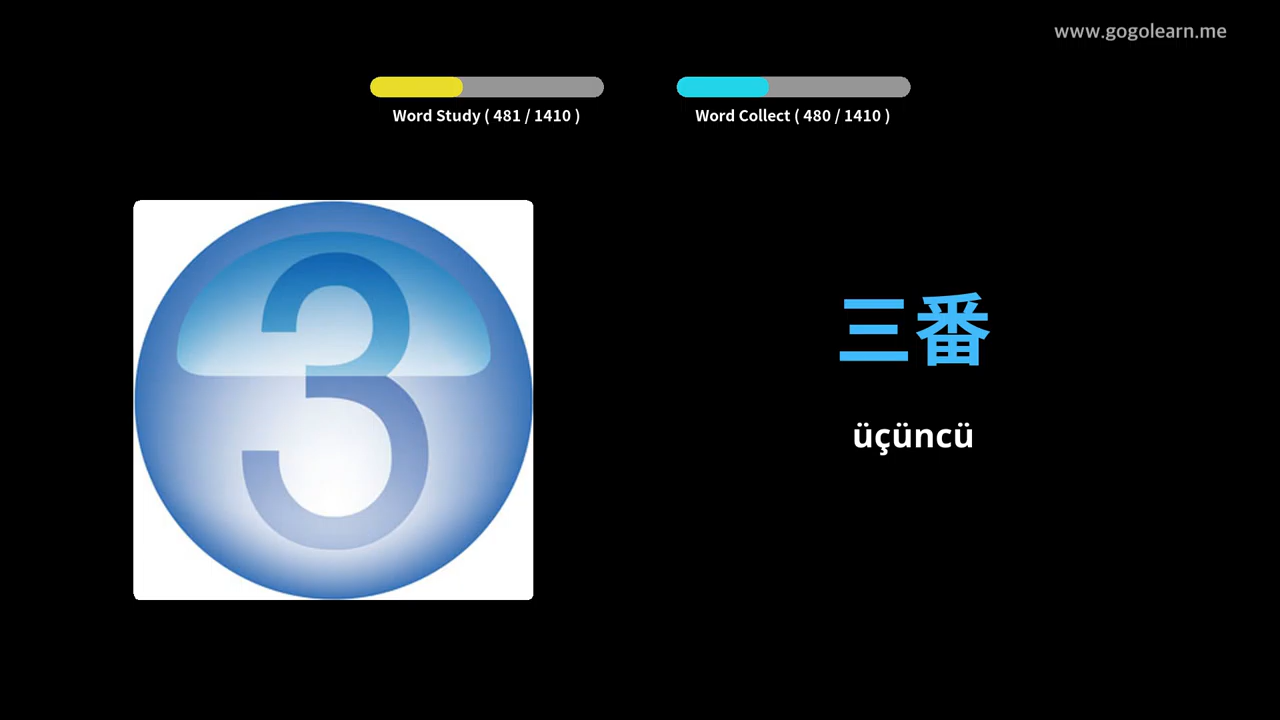 www.gogolearn.me
Word Study ( 481 / 1410 )
Word Collect ( 480 / 1410 )
3
三番
üçüncü